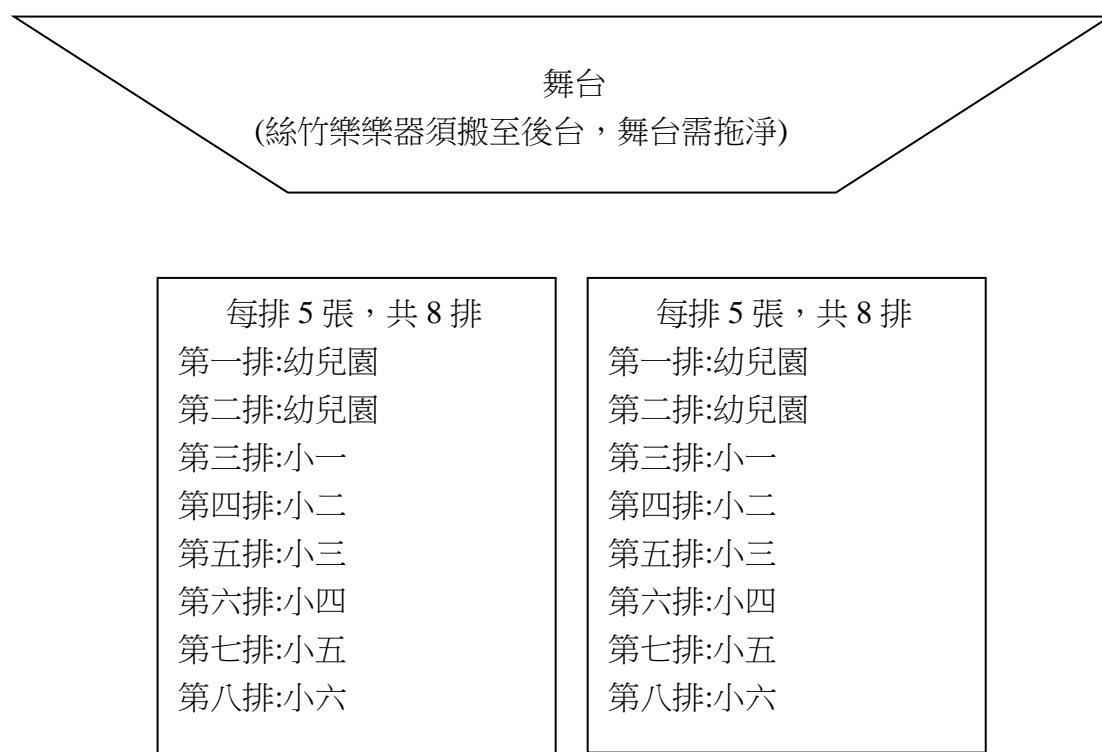 舞台
(絲竹樂樂器須搬至後台，舞台需拖淨)
每排 5 張，共 8 排
第一排:幼兒園
第二排:幼兒園
第三排:小一
第四排:小二
第五排:小三
第六排:小四
第七排:小五
第八排:小六
每排 5 張，共 8 排
第一排:幼兒園
第二排:幼兒園
第三排:小一
第四排:小二
第五排:小三
第六排:小四
第七排:小五
第八排:小六